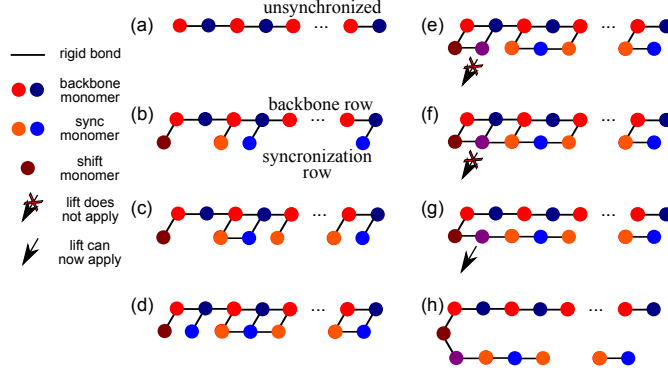 (a)
unsynchronized
...
rigid bond
backbone
monomer
sync
monomer
shift
monomer
lift does
not apply
lift can
now apply
(b)
backbone row
...
syncronization
row
(c)
...
(d)
...
(e)
...
(f)
...
(g)
...
(h)
...